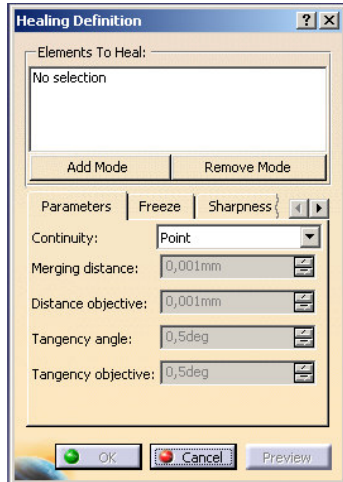 Healing Definition
Elements To Heal:
No selection
Add Mode Remove Mode
Parameters Freeze Sharpness
Continuity: Point
Merging distance: 0,001mm
Distance objective: 0,001mm
Tangency angle: 0,5deg
Tangency objective: 0,5deg
OK Cancel Preview